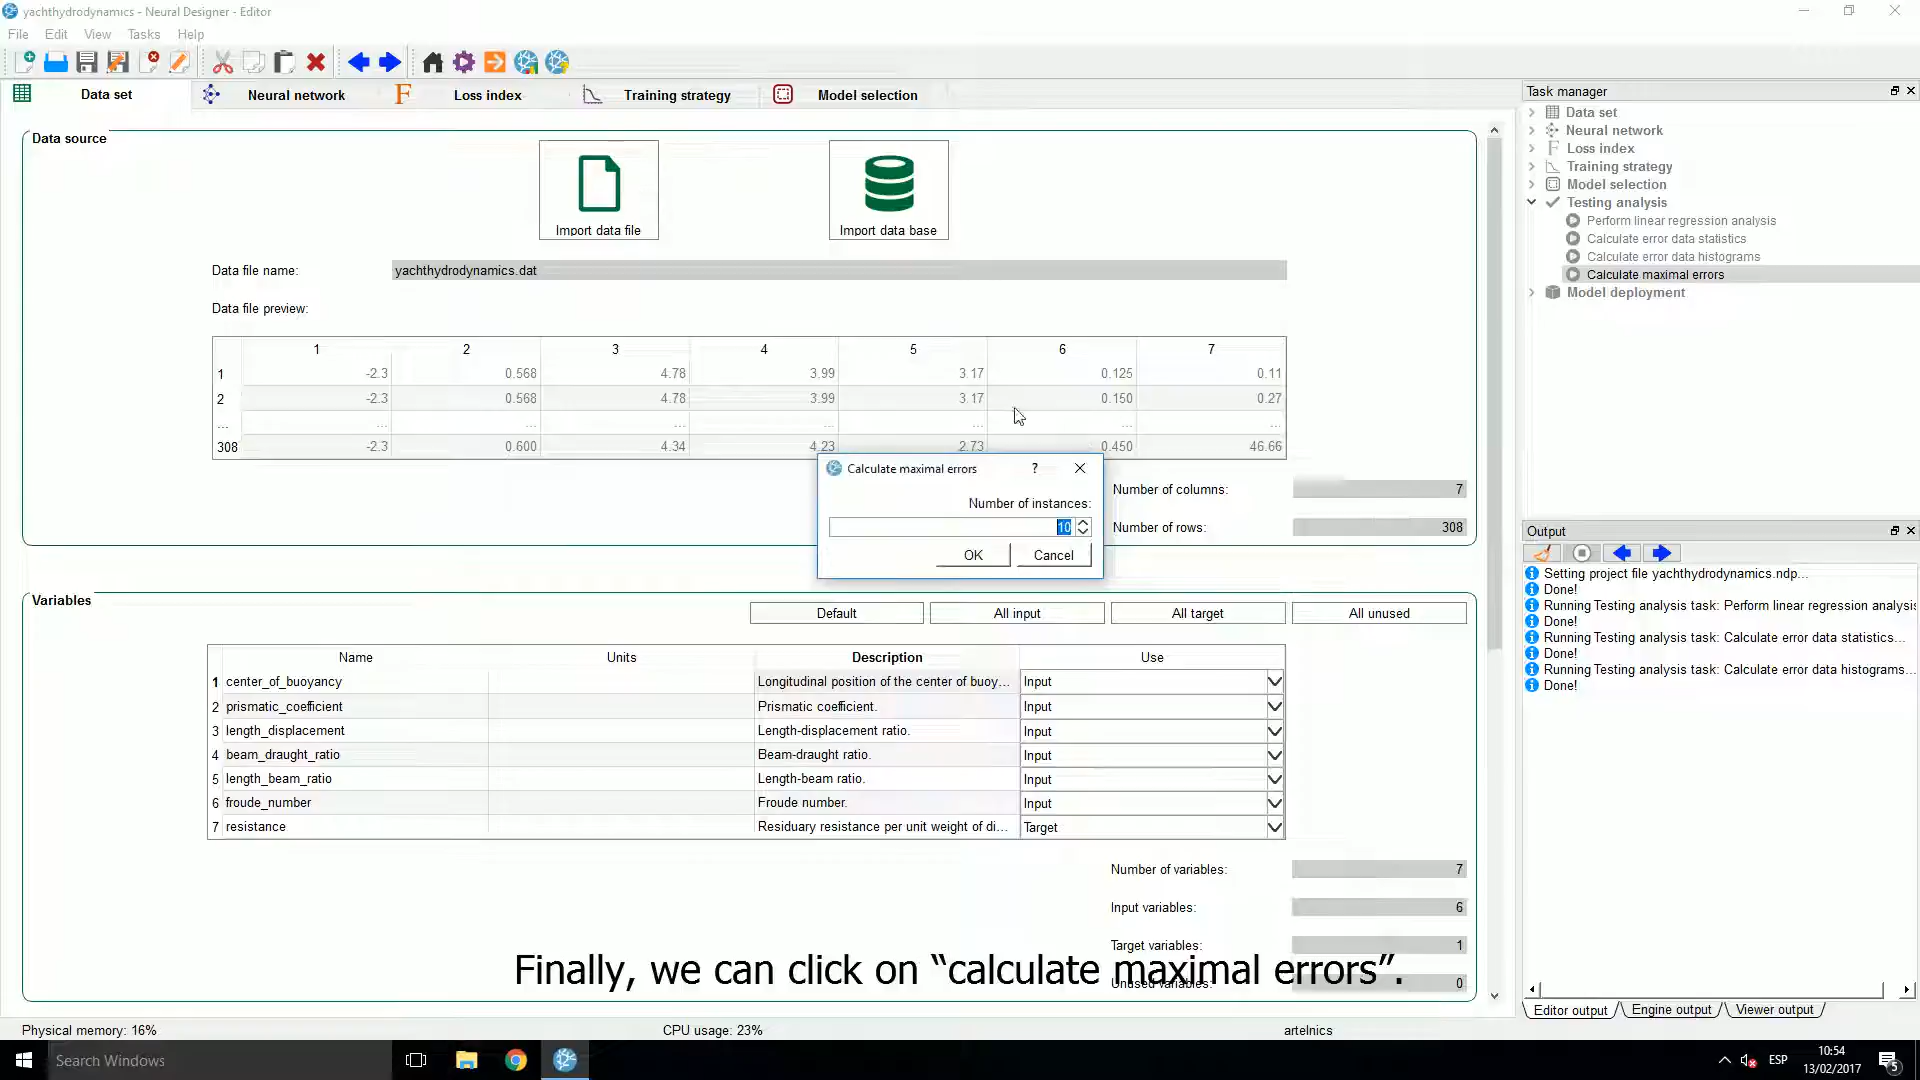 yachthydrodynamics - Neural Designer - Editor
File Edit View Tasks Help
Data set Neural network Loss index Training strategy Model selection
Data source
Import data file Import data base
Data file name: yachthydrodynamics.dat
Data file preview:
1 2 3 4 5 6 7
1 -2.3 0.568 4.78 3.99 3.17 0.125 0.11
2 -2.3 0.568 4.78 3.99 3.17 0.150 0.27
... ... ... ... ... ... ... ...
308 -2.3 0.600 4.34 4.23 2.73 0.450 46.66
Number of columns: 7
Number of rows: 308
Calculate maximal errors ?
Number of instances:
10
OK Cancel
Variables
Default All input All target All unused
Name Units Description Use
1 center_of_buoyancy Longitudinal position of the center of buoy... Input
2 prismatic_coefficient Prismatic coefficient. Input
3 length_displacement Length-displacement ratio. Input
4 beam_draught_ratio Beam-draught ratio. Input
5 length_beam_ratio Length-beam ratio. Input
6 froude_number Froude number. Input
7 resistance Residuary resistance per unit weight of di... Target
Number of variables: 7
Input variables: 6
Target variables: 1
Unused variables: 0
Finally, we can click on “calculate maximal errors”.
Task manager
Data set
Neural network
Loss index
Training strategy
Model selection
Testing analysis
Perform linear regression analysis
Calculate error data statistics
Calculate error data histograms
Calculate maximal errors
Model deployment
Output
Setting project file yachthydrodynamics.ndp...
Done!
Running Testing analysis task: Perform linear regression analysis
Done!
Running Testing analysis task: Calculate error data statistics...
Done!
Running Testing analysis task: Calculate error data histograms...
Done!
Editor output Engine output Viewer output
Physical memory: 16% CPU usage: 23% artelnics
Search Windows
ESP
10:54
13/02/2017
5